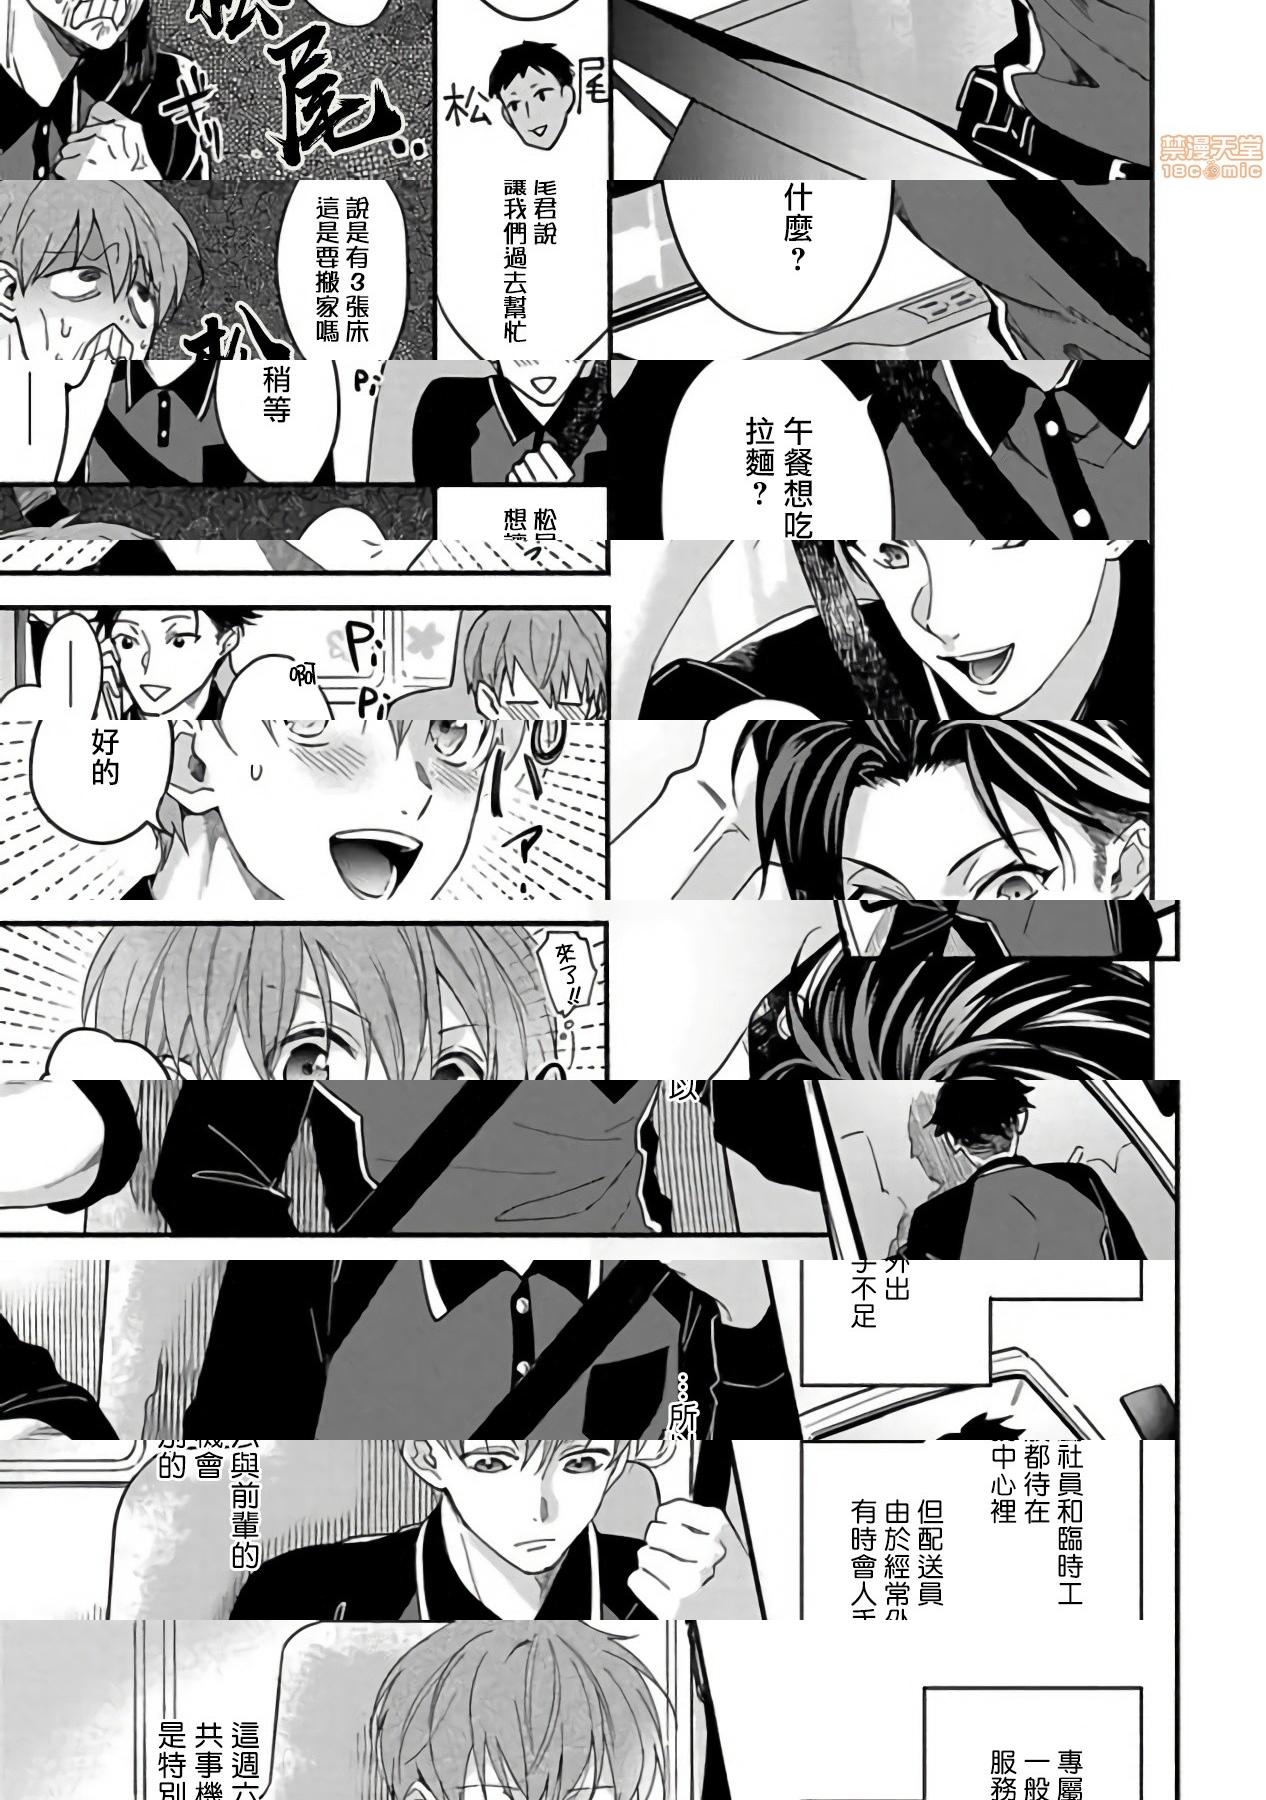 專屬社員和臨時工
一般都待在
服務中心裡
但配送員
由於經常外出
有時會人手不足
這週六與前輩的
共事機會
是特別的
…所以
午餐想吃
拉麵?
什麼?
來了!!
好的
啊
Pi
Pi
Pi
稍等
松尾君說
想讓我們過去幫忙
說是有3張床
這是要搬家嗎
松尾
松尾…
禁漫天堂
18comic